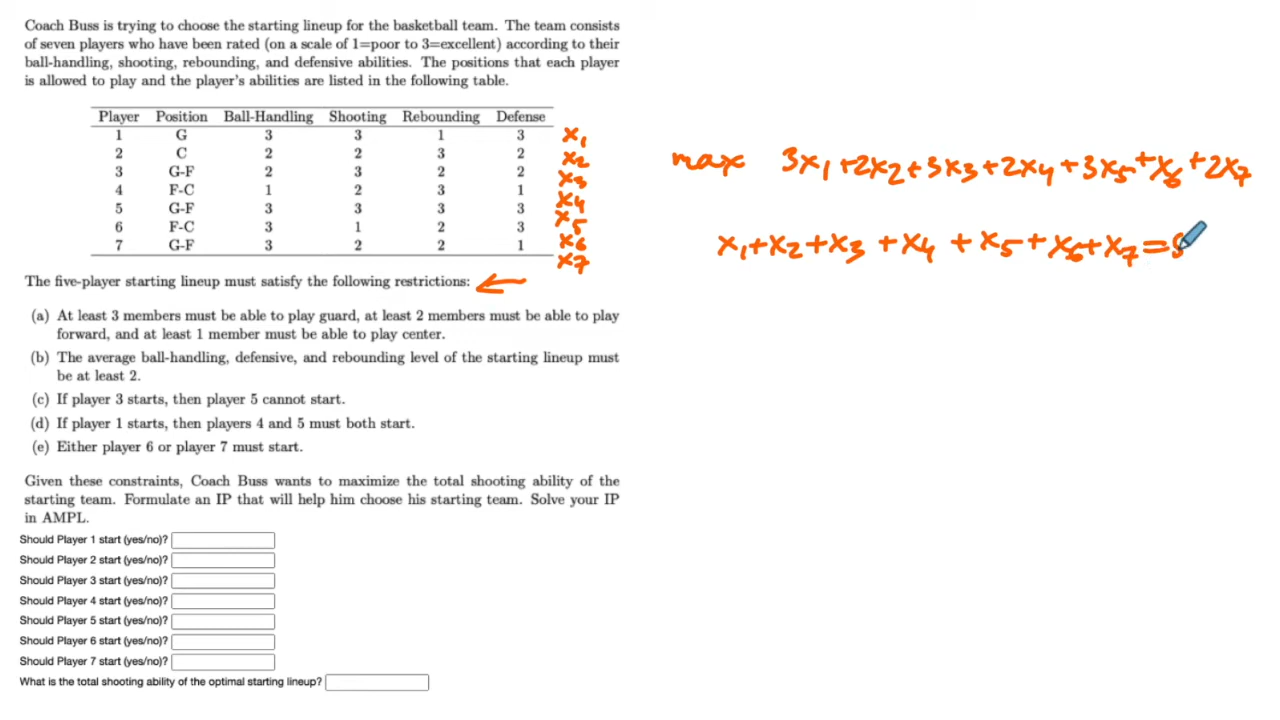 Coach Buss is trying to choose the starting lineup for the basketball team. The team consists
of seven players who have been rated (on a scale of 1=poor to 3=excellent) according to their
ball-handling, shooting, rebounding, and defensive abilities. The positions that each player
is allowed to play and the player's abilities are listed in the following table.
Player Position Ball-Handling Shooting Rebounding Defense
1 G 3 3 1 3 x₁
2 C 2 2 3 2 x₂
3 G-F 2 3 2 2 x₃
4 F-C 1 2 3 1 x₄
5 G-F 3 3 3 3 x₅
6 F-C 3 1 2 3 x₆
7 G-F 3 2 2 1 x₇
max 3x₁+2x₂+3x₃+2x₄+3x₅+x₆+2x₇
x₁+x₂+x₃+x₄+x₅+x₆+x₇=5
The five-player starting lineup must satisfy the following restrictions:
(a) At least 3 members must be able to play guard, at least 2 members must be able to play
forward, and at least 1 member must be able to play center.
(b) The average ball-handling, defensive, and rebounding level of the starting lineup must
be at least 2.
(c) If player 3 starts, then player 5 cannot start.
(d) If player 1 starts, then players 4 and 5 must both start.
(e) Either player 6 or player 7 must start.
Given these constraints, Coach Buss wants to maximize the total shooting ability of the
starting team. Formulate an IP that will help him choose his starting team. Solve your IP
in AMPL.
Should Player 1 start (yes/no)?
Should Player 2 start (yes/no)?
Should Player 3 start (yes/no)?
Should Player 4 start (yes/no)?
Should Player 5 start (yes/no)?
Should Player 6 start (yes/no)?
Should Player 7 start (yes/no)?
What is the total shooting ability of the optimal starting lineup?